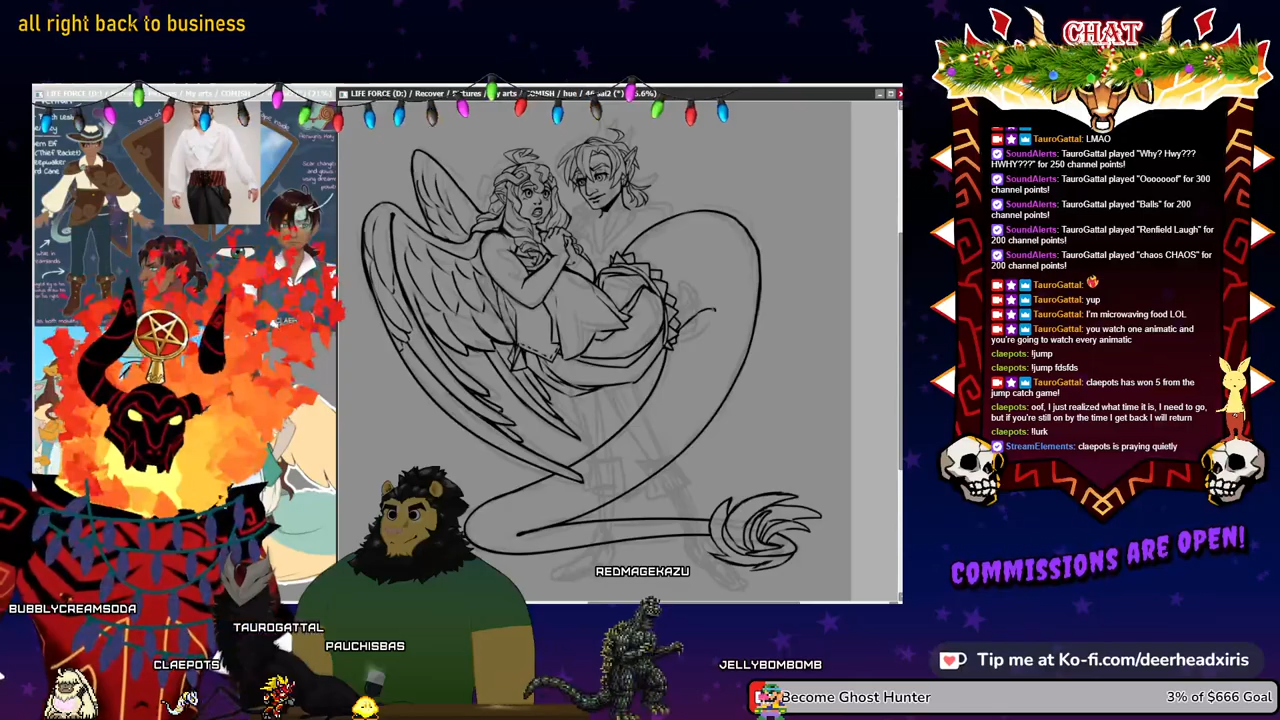 all right back to business
CHAT
LIFE FORCE (D:) / Recover /
My arts / COMISH / hue /
TauroGattal: LMAO
SoundAlerts: TauroGattal played "Why? Hwy???
HWHY???" for 250 channel points!
SoundAlerts: TauroGattal played "Ooooooof" for 300
channel points!
SoundAlerts: TauroGattal played "Balls" for 200
channel points!
SoundAlerts: TauroGattal played "Renfield Laugh" for
200 channel points!
SoundAlerts: TauroGattal played "chaos CHAOS" for
200 channel points!
TauroGattal:
TauroGattal: yup
TauroGattal: I'm microwaving food LOL
TauroGattal: you watch one animatic and
you're going to watch every animatic
claepots: !jump
claepots: !jump fdsfds
TauroGattal: claepots has won 5 from the
jump catch game!
claepots: oof, I just realized what time it is, I need to go,
but if you're still on by the time I get back I will return
claepots: !lurk
StreamElements: claepots is praying quietly
COMMISSIONS ARE OPEN!
REDMAGEKAZU
BUBBLYCREAMSODA
TAUROGATTAL
PAUCHISBAS
CLAEPOTS
JELLYBOMBOMB
Tip me at Ko-fi.com/deerheadxiris
Become Ghost Hunter
3% of $666 Goal